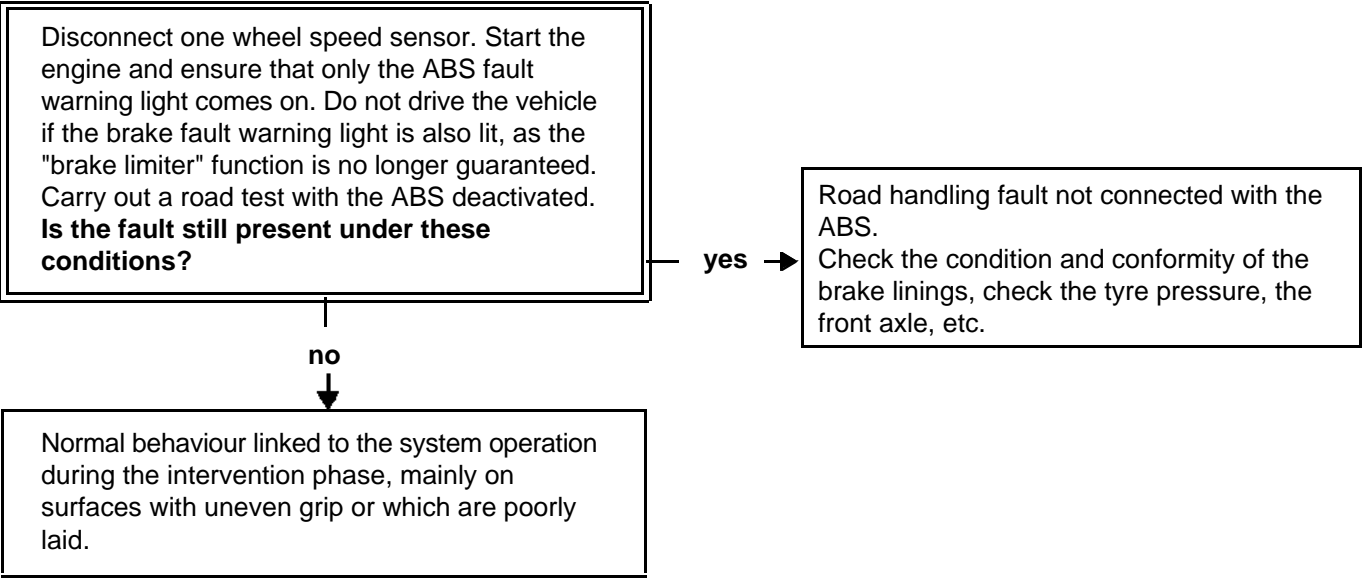 Disconnect one wheel speed sensor. Start the
engine and ensure that only the ABS fault
warning light comes on. Do not drive the vehicle
if the brake fault warning light is also lit, as the
"brake limiter" function is no longer guaranteed.
Carry out a road test with the ABS deactivated.
Is the fault still present under these
conditions?
yes
Road handling fault not connected with the
ABS.
Check the condition and conformity of the
brake linings, check the tyre pressure, the
front axle, etc.
no
Normal behaviour linked to the system operation
during the intervention phase, mainly on
surfaces with uneven grip or which are poorly
laid.